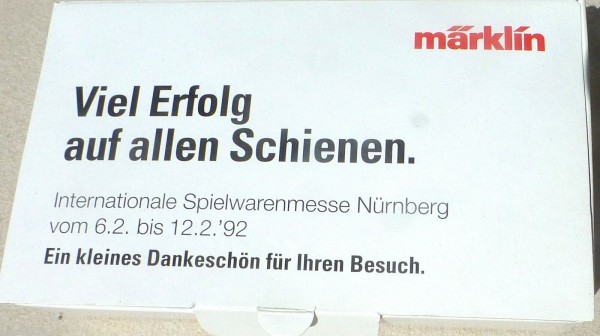 märklin
Viel Erfolg
auf allen Schienen.
Internationale Spielwarenmesse Nürnberg
vom 6.2. bis 12.2.'92
Ein kleines Dankeschön für Ihren Besuch.